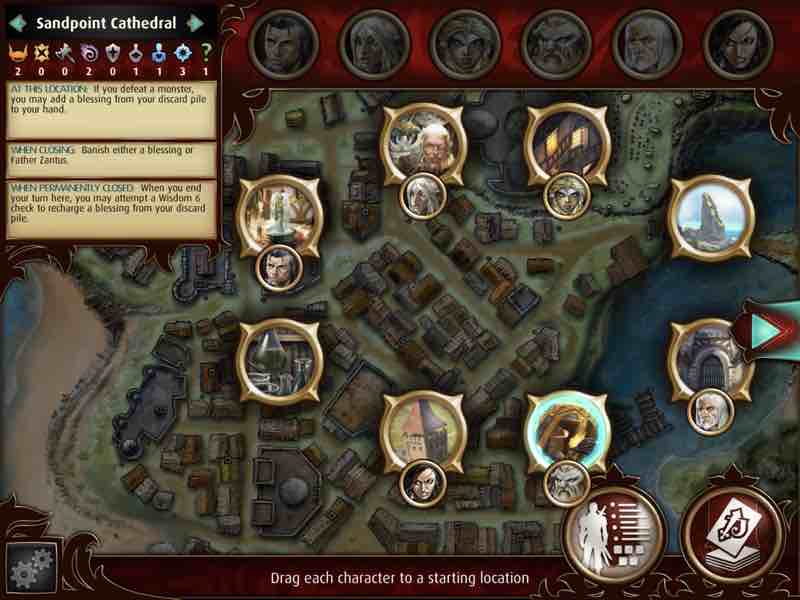 Sandpoint Cathedral
2 0 0 2 0 1 1 3 1
AT THIS LOCATION: If you defeat a monster,
you may add a blessing from your discard pile
to your hand.
WHEN CLOSING: Banish either a blessing or
Father Zantus.
WHEN PERMANENTLY CLOSED: When you end
your turn here, you may attempt a Wisdom 6
check to recharge a blessing from your discard
pile.
Drag each character to a starting location